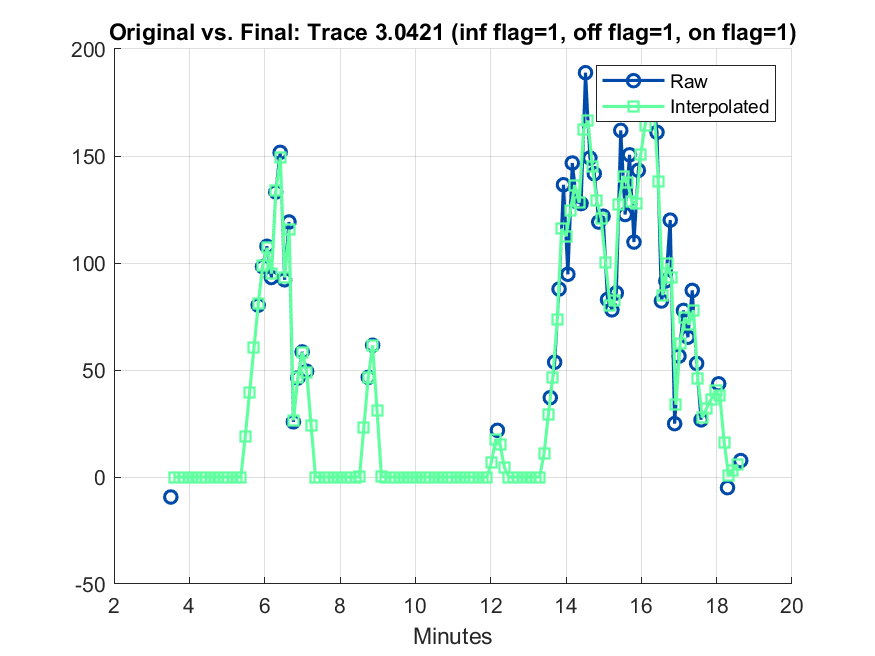 Original vs. Final: Trace 3.0421 (inf flag=1, off flag=1, on flag=1)
200
150
100
50
0
-50
2 4 6 8 10 12 14 16 18 20
Minutes
Raw
Interpolated